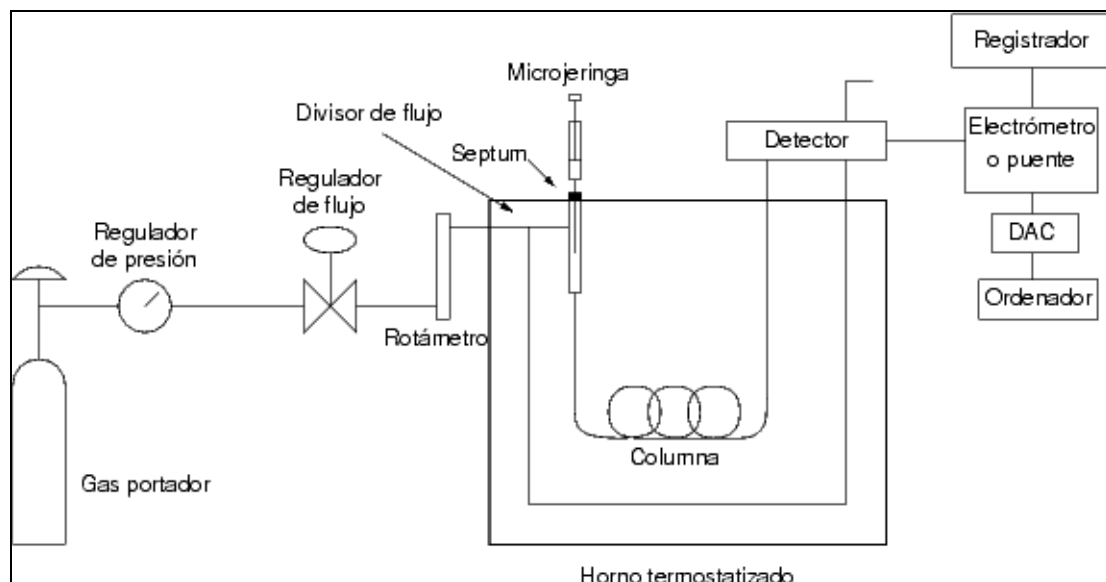 Registrador
Microjeringa
Divisor de flujo
Septum
Detector
Electrómetro
o puente
Regulador
de flujo
Regulador
de presión
DAC
Ordenador
Rotámetro
Columna
Gas portador
Horno termostatizado